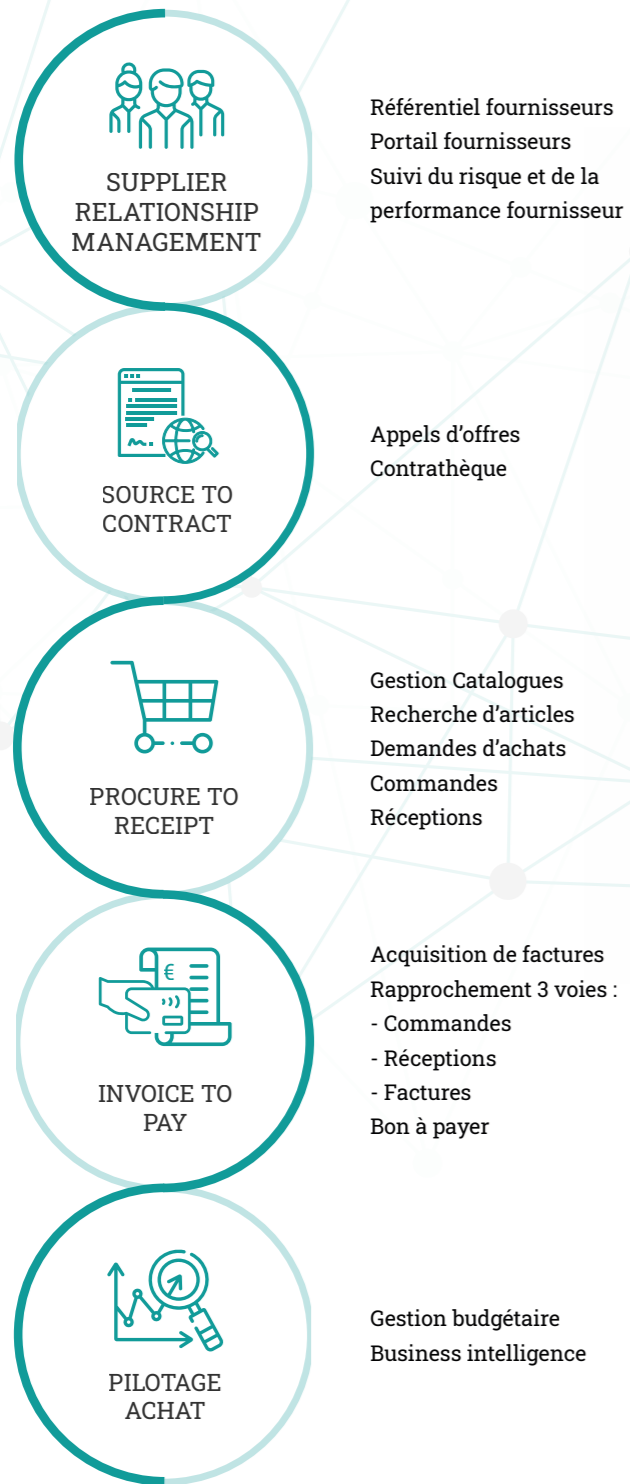 SUPPLIER
RELATIONSHIP
MANAGEMENT
Référentiel fournisseurs
Portail fournisseurs
Suivi du risque et de la
performance fournisseur
SOURCE TO
CONTRACT
Appels d’offres
Contrathèque
PROCURE TO
RECEIPT
Gestion Catalogues
Recherche d’articles
Demandes d’achats
Commandes
Réceptions
€
INVOICE TO
PAY
Acquisition de factures
Rapprochement 3 voies :
- Commandes
- Réceptions
- Factures
Bon à payer
PILOTAGE
ACHAT
Gestion budgétaire
Business intelligence